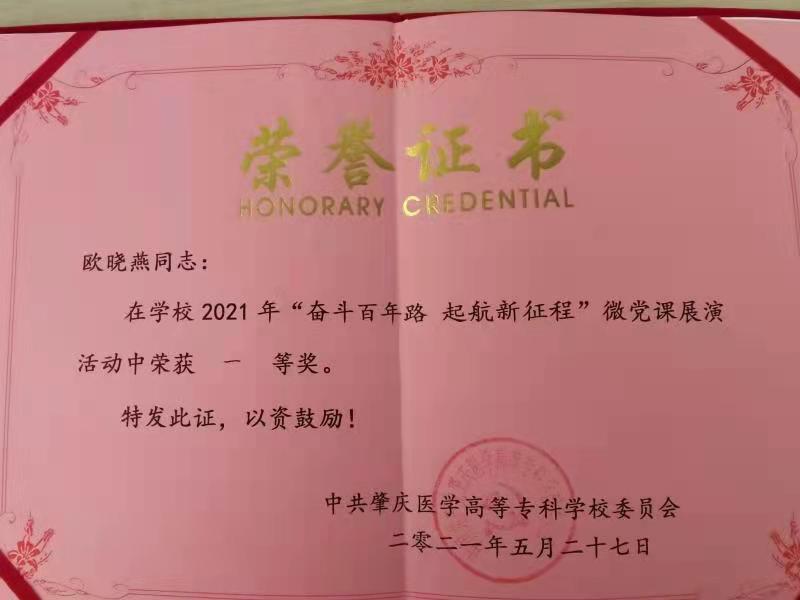 荣誉证书
HONORARY CREDENTIAL
欧晓燕同志：
在学校2021年“奋斗百年路 起航新征程”微党课展演
活动中荣获 一 等奖。
特发此证，以资鼓励！
中共肇庆医学高等专科学校委员会
二零二一年五月二十七日